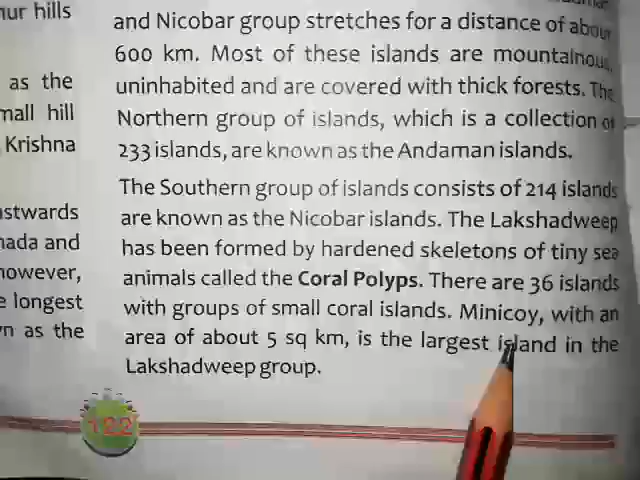 nur hills
as the
mall hill
Krishna
astwards
nada and
however,
e longest
n as the
and Nicobar group stretches for a distance of about
600 km. Most of these islands are mountainous,
uninhabited and are covered with thick forests. The
Northern group of islands, which is a collection of
233 islands, are known as the Andaman islands.
The Southern group of islands consists of 214 islands
are known as the Nicobar islands. The Lakshadweep
has been formed by hardened skeletons of tiny sea
animals called the Coral Polyps. There are 36 islands
with groups of small coral islands. Minicoy, with an
area of about 5 sq km, is the largest island in the
Lakshadweep group.
122